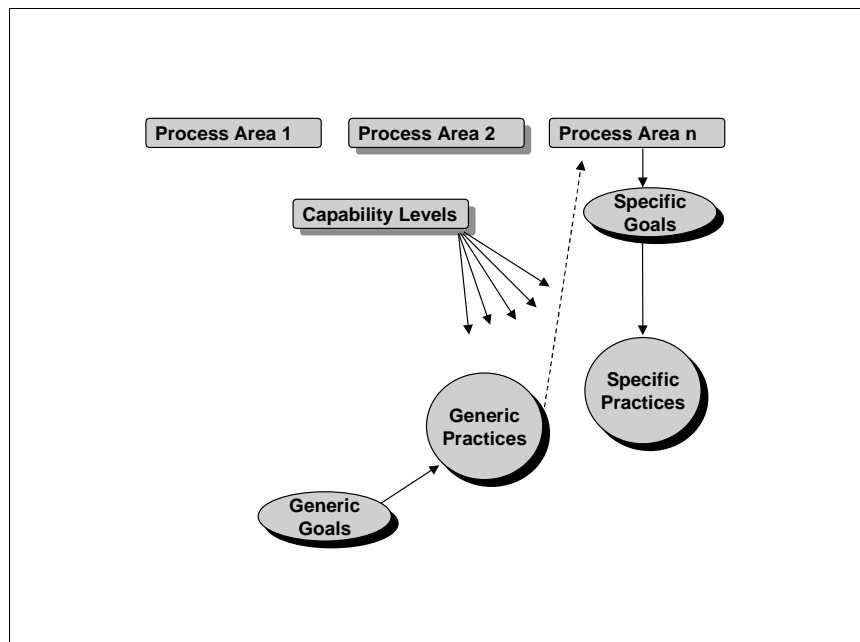 Process Area 1
Process Area 2
Process Area n
Specific
Goals
Capability Levels
Specific
Practices
Generic
Practices
Generic
Goals